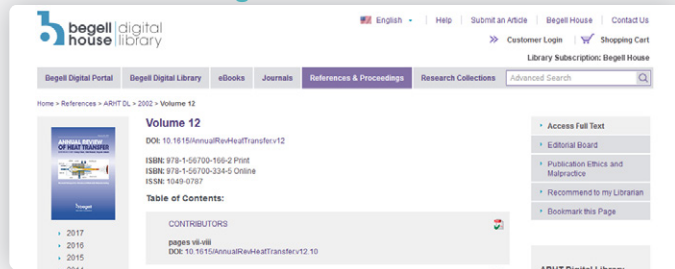 English
Help
Submit an Article
Begell House
Contact Us
begell digital
house library
Customer Login
Shopping Cart
Library Subscription: Begell House
Begell Digital Portal
Begell Digital Library
eBooks
Journals
References & Proceedings
Research Collections
Advanced Search
Home > References > ARHT DL > 2002 > Volume 12
Volume 12
DOI: 10.1615/AnnualRevHeatTransfer.v12
ISBN: 978-1-56700-166-2 Print
ISBN: 978-1-56700-334-5 Online
ISSN: 1049-0787
Table of Contents:
CONTRIBUTORS
pages vii-viii
DOI: 10.1615/AnnualRevHeatTransfer.v12.10
ANNUAL REVIEW
OF HEAT TRANSFER
begell
2017
2016
2015
Access Full Text
Editorial Board
Publication Ethics and
Malpractice
Recommend to my Librarian
Bookmark this Page
ARHT Digital Library